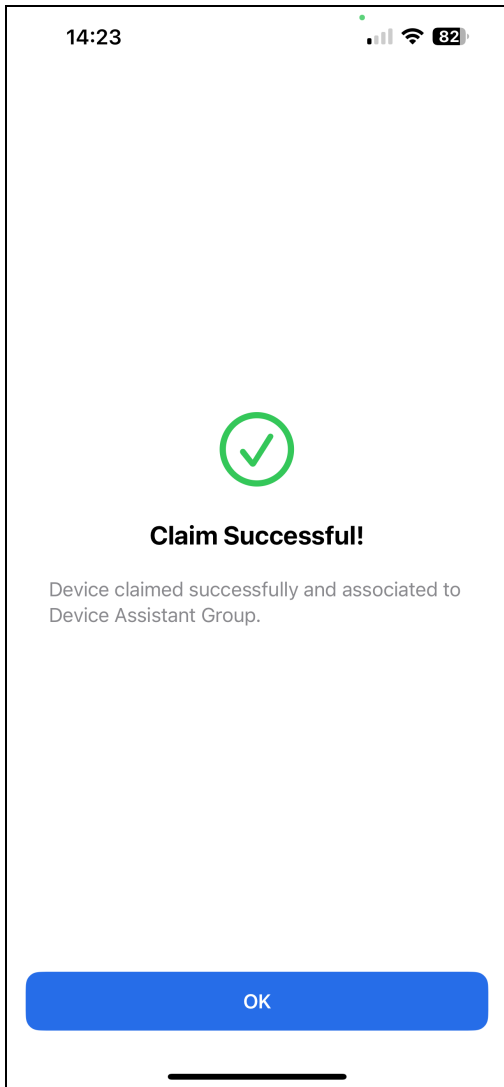 14:23
82
Claim Successful!
Device claimed successfully and associated to
Device Assistant Group.
OK